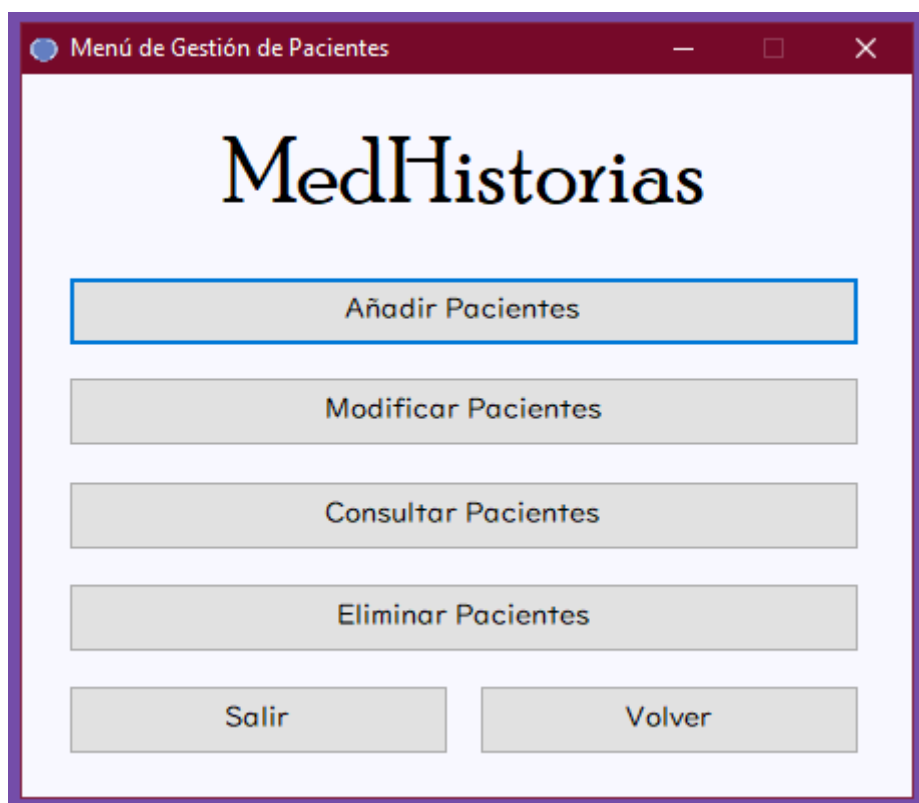 Menú de Gestión de Pacientes
MedHistorias
Añadir Pacientes
Modificar Pacientes
Consultar Pacientes
Eliminar Pacientes
Salir Volver